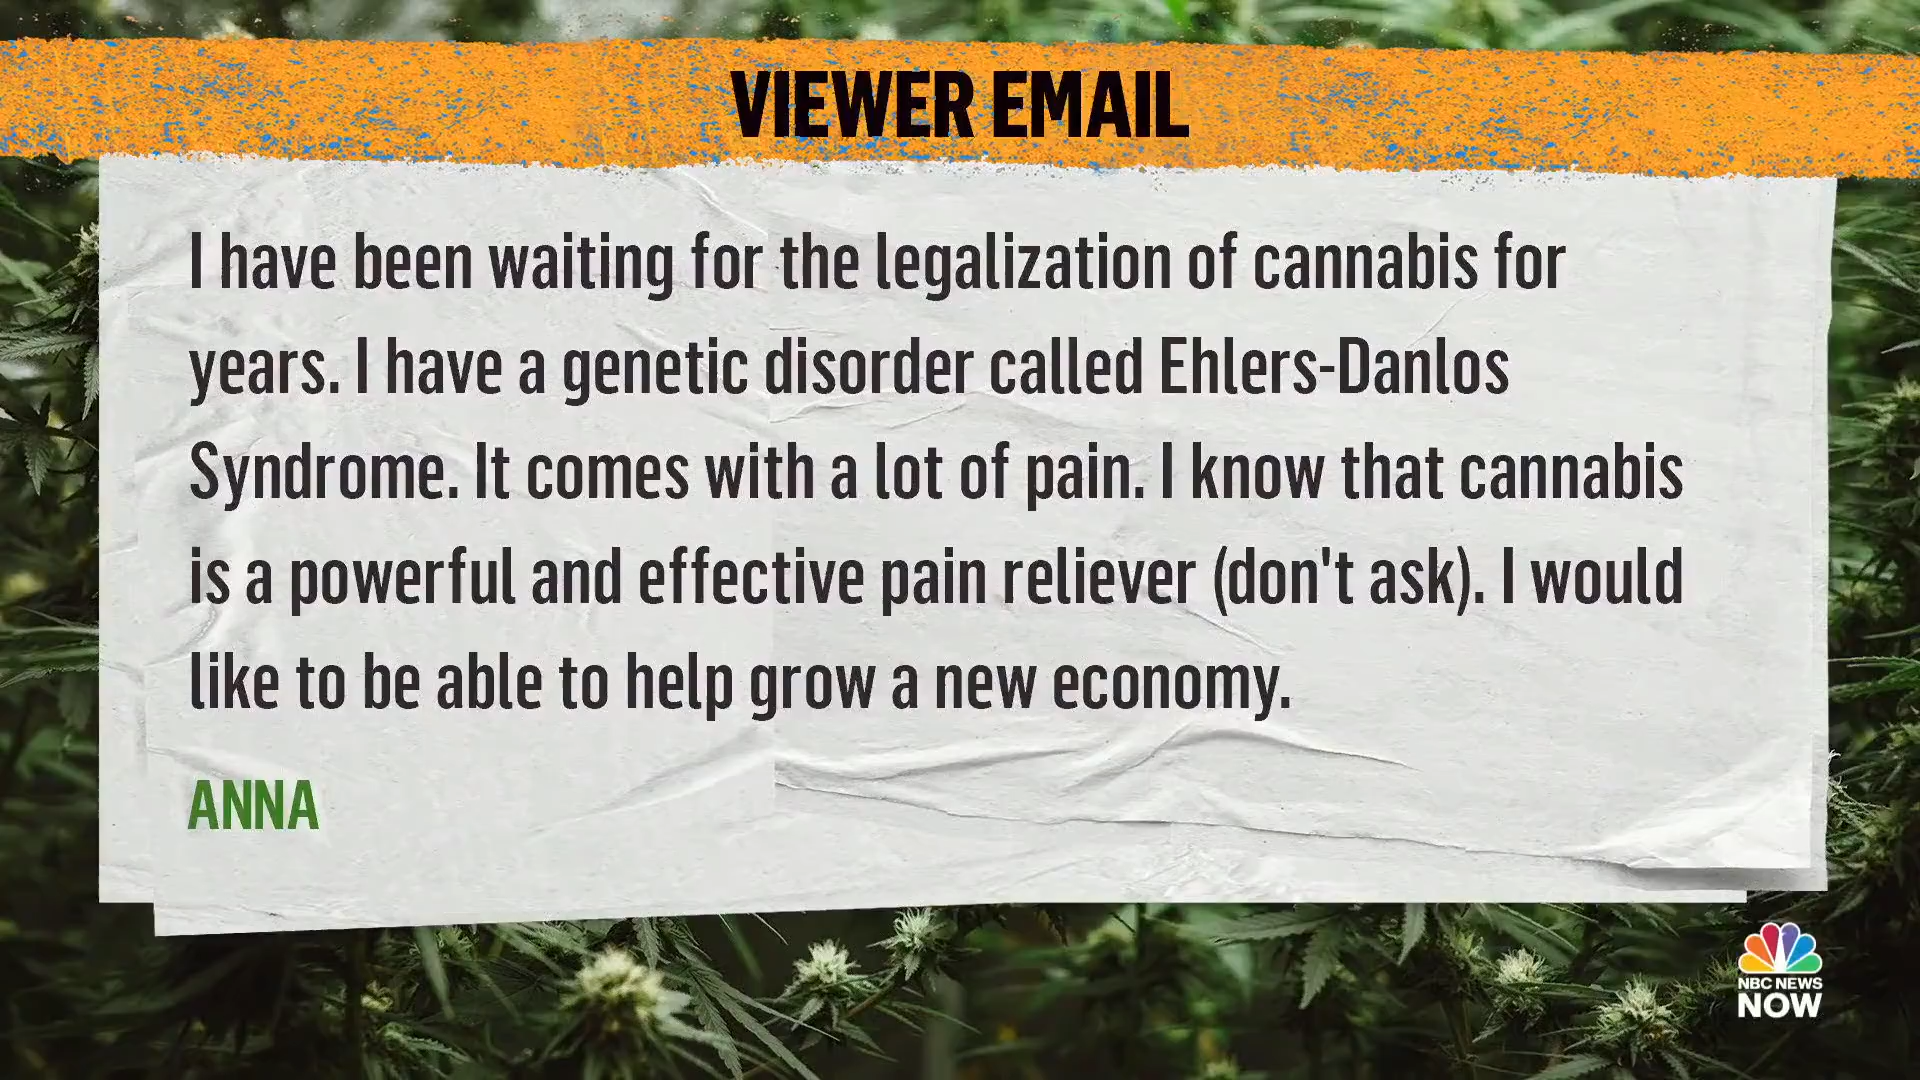 VIEWER EMAIL
I have been waiting for the legalization of cannabis for
years. I have a genetic disorder called Ehlers-Danlos
Syndrome. It comes with a lot of pain. I know that cannabis
is a powerful and effective pain reliever (don't ask). I would
like to be able to help grow a new economy.
ANNA
NBC NEWS
NOW